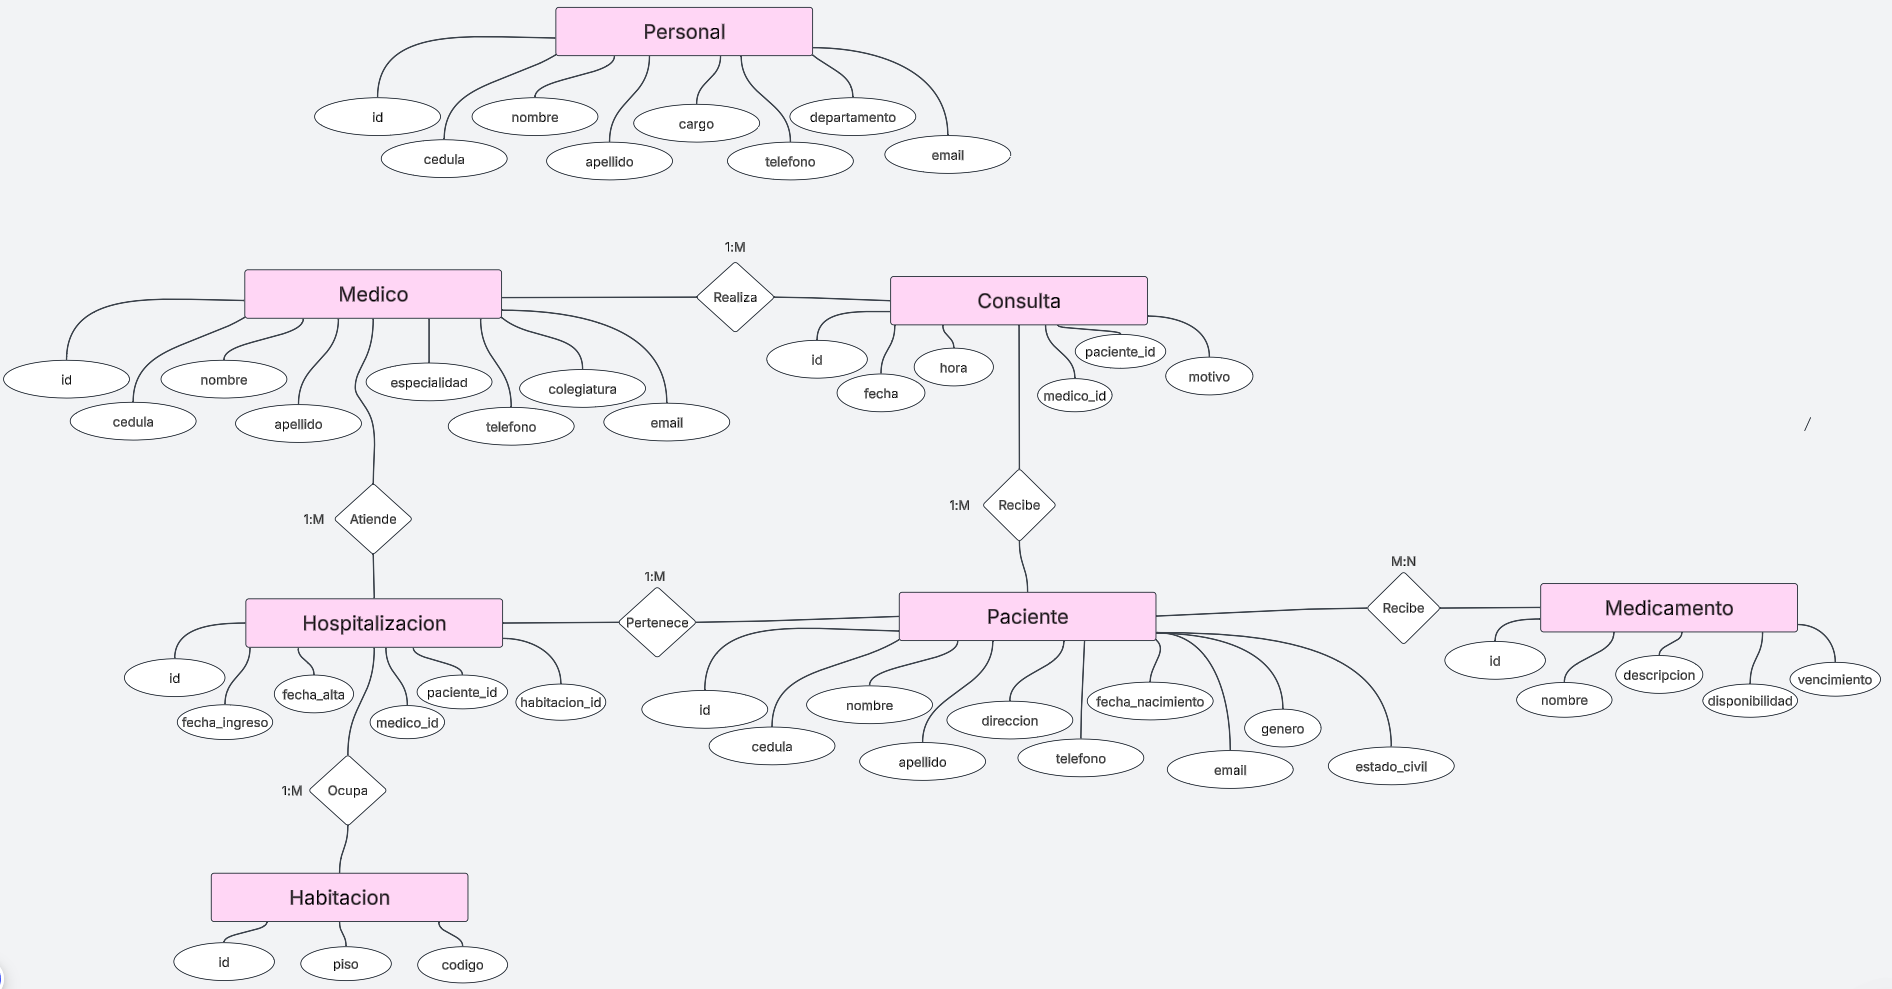 Personal
id
nombre
cargo
departamento
cedula
apellido
telefono
email
1:M
Medico
Realiza
Consulta
id
nombre
especialidad
colegiatura
cedula
apellido
telefono
email
id
hora
paciente_id
fecha
medico_id
motivo
/
1:M
Atiende
1:M
Recibe
M:N
1:M
Hospitalizacion
Pertenece
Paciente
Recibe
Medicamento
id
fecha_alta
paciente_id
habitacion_id
fecha_ingreso
medico_id
id
nombre
direccion
fecha_nacimiento
genero
cedula
apellido
telefono
email
estado_civil
id
descripcion
vencimiento
nombre
disponibilidad
1:M
Ocupa
Habitacion
id
piso
codigo